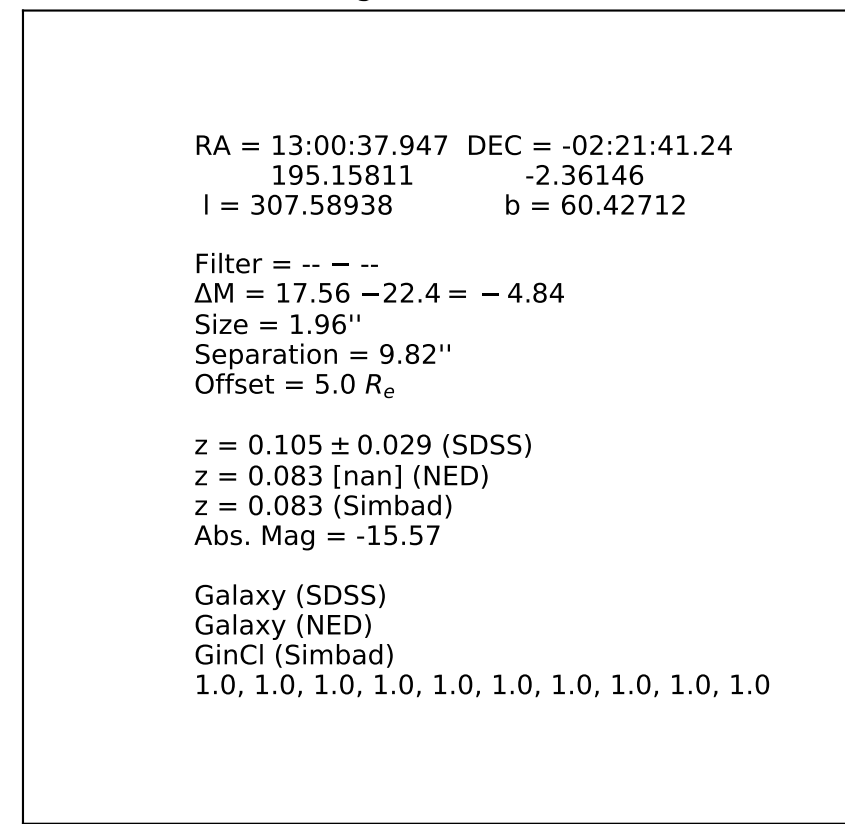 RA = 13:00:37.947 DEC = -02:21:41.24
195.15811 -2.36146
l = 307.58938 b = 60.42712
Filter = -- − --
ΔM = 17.56 −22.4 = − 4.84
Size = 1.96''
Separation = 9.82''
Offset = 5.0 Rₑ
z = 0.105 ± 0.029 (SDSS)
z = 0.083 [nan] (NED)
z = 0.083 (Simbad)
Abs. Mag = -15.57
Galaxy (SDSS)
Galaxy (NED)
GinCl (Simbad)
1.0, 1.0, 1.0, 1.0, 1.0, 1.0, 1.0, 1.0, 1.0, 1.0